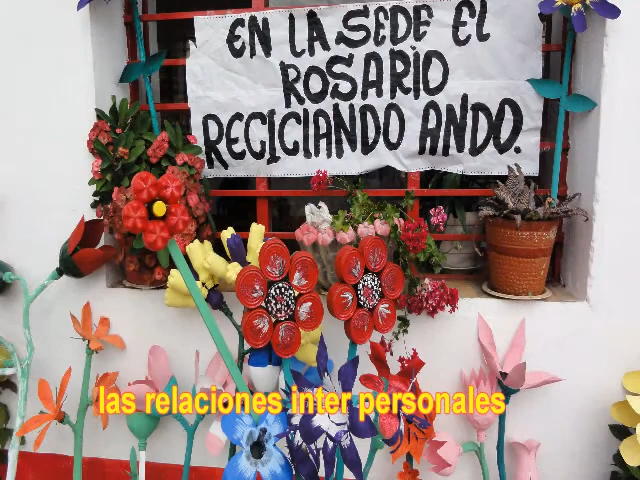 EN LA SEDE EL
ROSARIO
RECICIANDO ANDO.
las relaciones inter personales